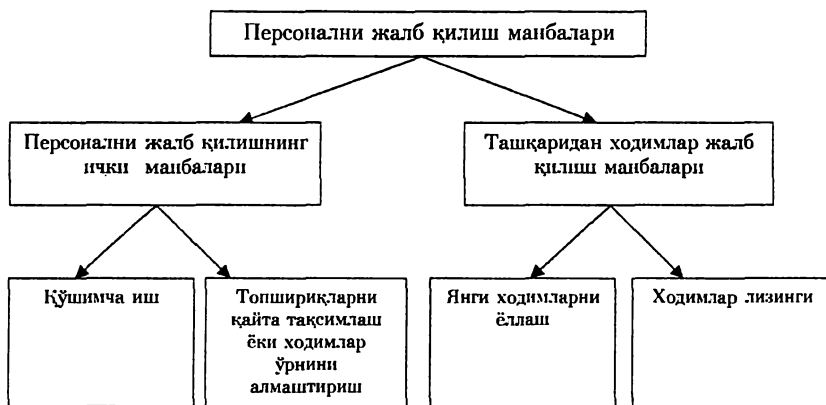 Персонални жалб қилиш манбалари
Персонални жалб қилишнинг
ички манбалари
Ташқаридан ходимлар жалб
қилиш манбалари
Қўшимча иш
Топшириқларни
қайта тақсимлаш
ёки ходимлар
ўрнини
алмаштириш
Янги ходимларни
ёллаш
Ходимлар лизинги